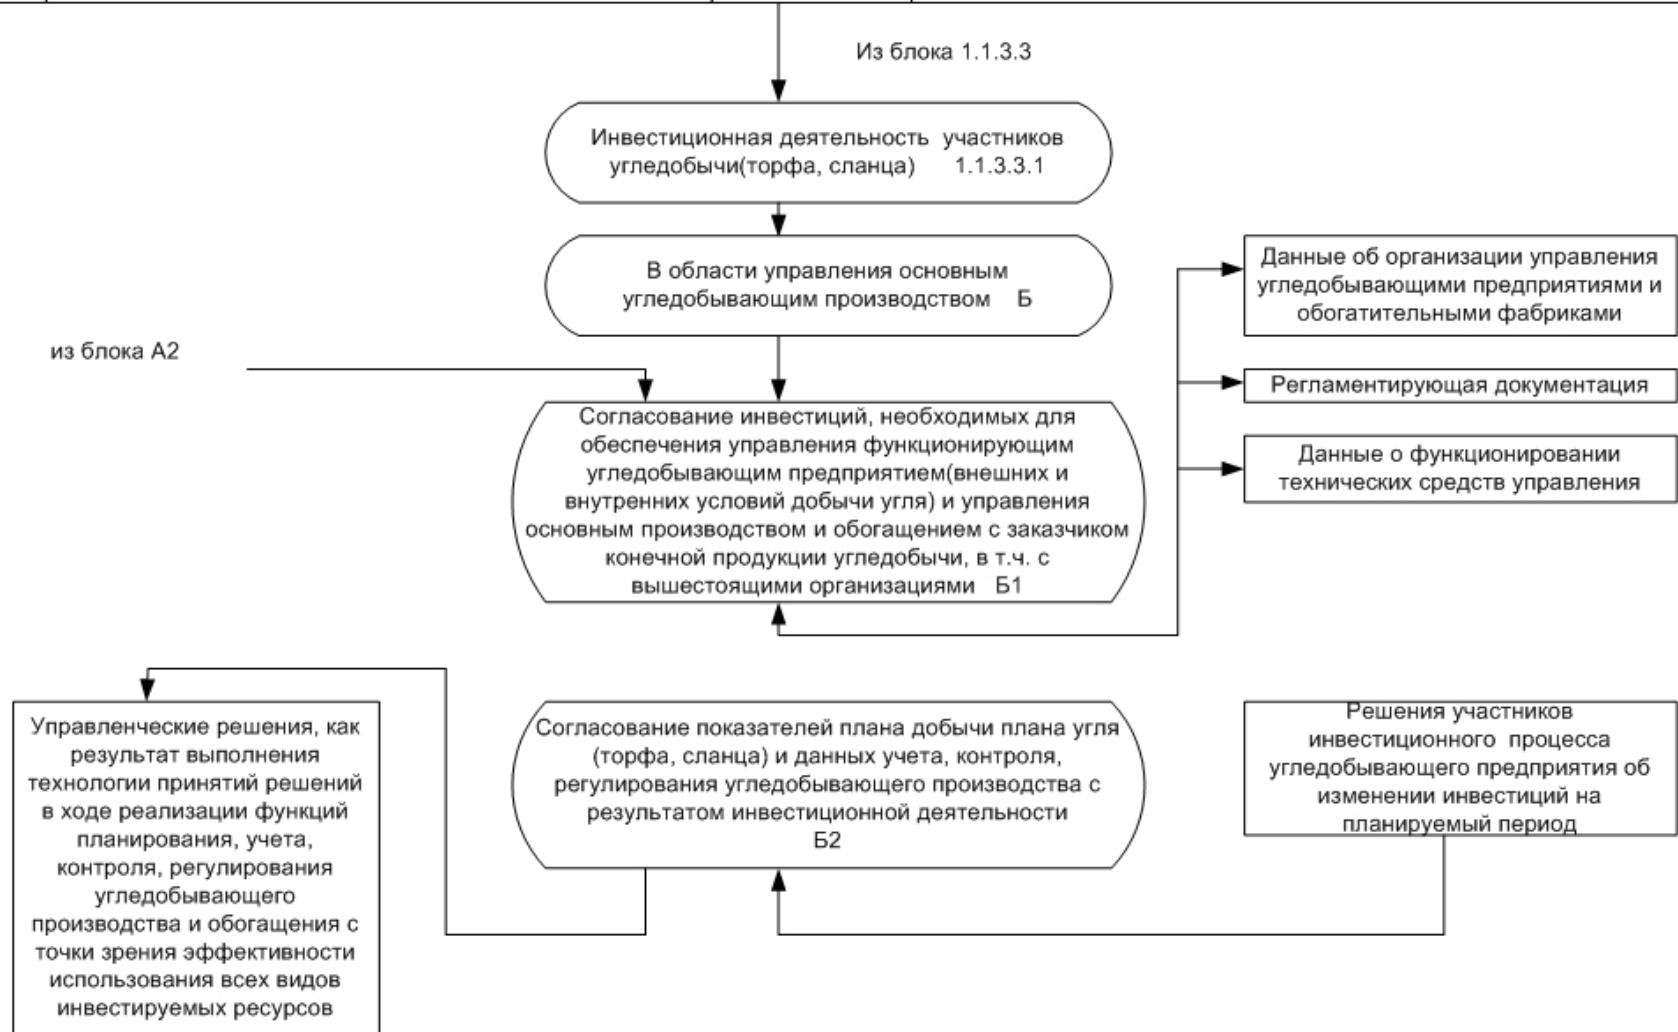 Из блока 1.1.3.3
Инвестиционная деятельность участников
угледобычи(торфа, сланца) 1.1.3.3.1
В области управления основным
угледобывающим производством Б
Данные об организации управления
угледобывающими предприятиями и
обогатительными фабриками
из блока А2
Регламентирующая документация
Согласование инвестиций, необходимых для
обеспечения управления функционирующим
угледобывающим предприятием(внешних и
внутренних условий добычи угля) и управления
основным производством и обогащением с заказчиком
конечной продукции угледобычи, в т.ч. с
вышестоящими организациями Б1
Данные о функционировании
технических средств управления
Управленческие решения, как
результат выполнения
технологии принятий решений
в ходе реализации функций
планирования, учета,
контроля, регулирования
угледобывающего
производства и обогащения с
точки зрения эффективности
использования всех видов
инвестируемых ресурсов
Согласование показателей плана добычи плана угля
(торфа, сланца) и данных учета, контроля,
регулирования угледобывающего производства с
результатом инвестиционной деятельности
Б2
Решения участников
инвестиционного процесса
угледобывающего предприятия об
изменении инвестиций на
планируемый период